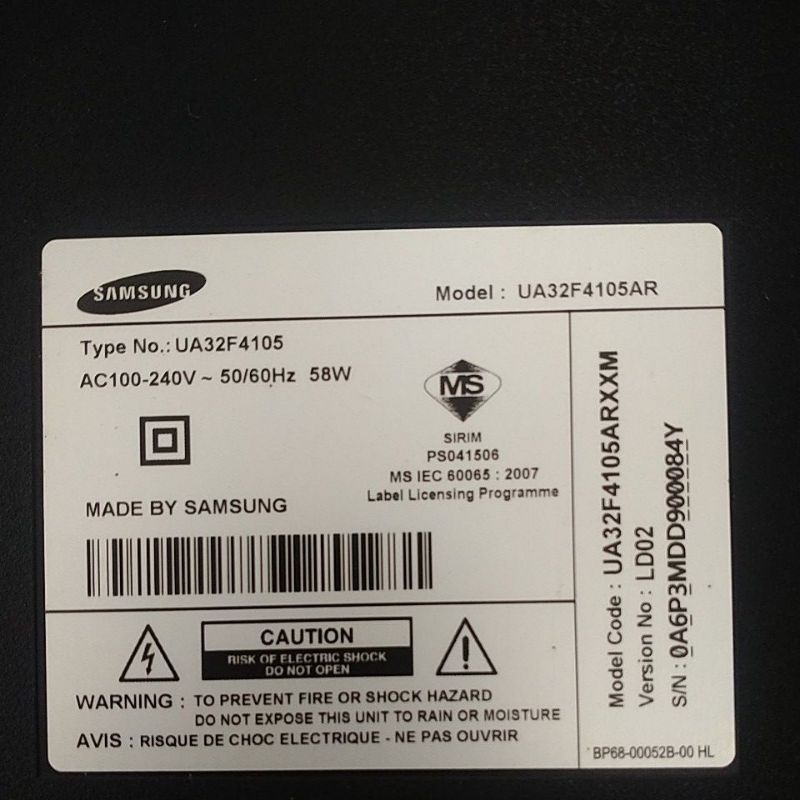 SAMSUNG
Model : UA32F4105AR
Type No.: UA32F4105
AC100-240V ~ 50/60Hz 58W
MS
SIRIM
PS041506
MS IEC 60065 : 2007
Label Licensing Programme
MADE BY SAMSUNG
CAUTION
RISK OF ELECTRIC SHOCK
DO NOT OPEN
WARNING : TO PREVENT FIRE OR SHOCK HAZARD
DO NOT EXPOSE THIS UNIT TO RAIN OR MOISTURE
AVIS : RISQUE DE CHOC ELECTRIQUE - NE PAS OUVRIR
Model Code : UA32F4105ARXXM
Version No : LD02
S/N : 0A6P3MDD900084Y
BP68-00052B-00 HL